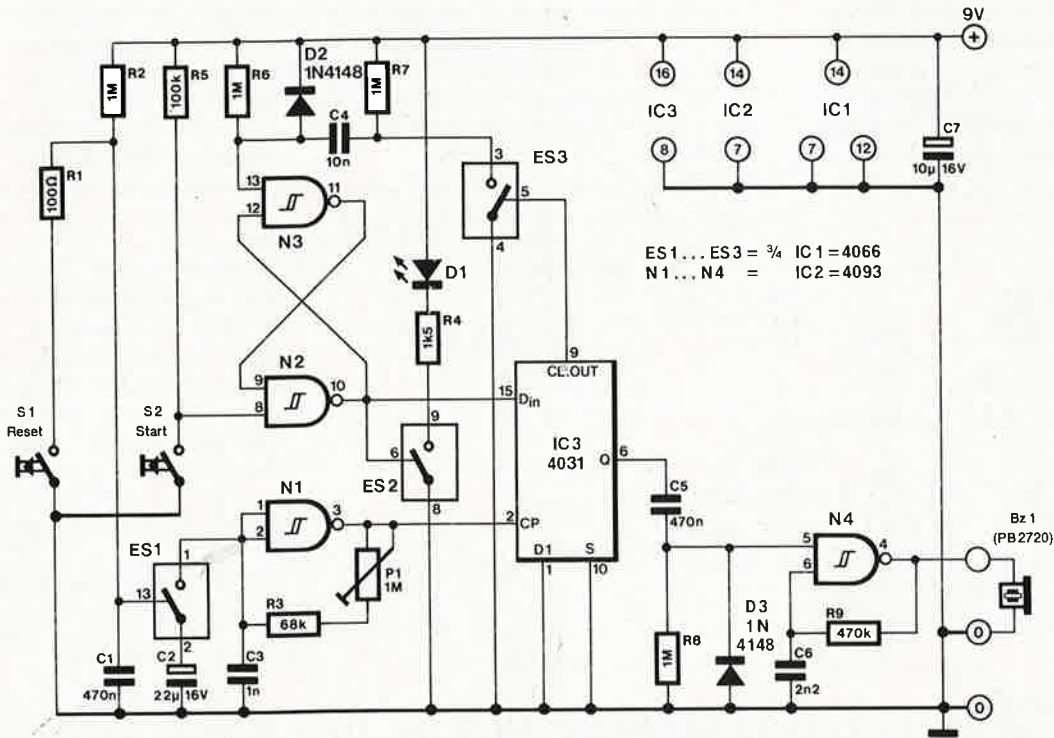 9V
+
R2
1M
R5
100k
R6
1M
D2
1N4148
R7
1M
16
14
14
IC3
IC2
IC1
8
7
7
12
C7
10µ 16V
C4
10n
R1
100Ω
13
12
11
N3
3
ES3
5
4
ES1...ES3 = ¾ IC1 = 4066
N1...N4 = IC2 = 4093
D1
R4
1k5
N2
9
8
10
9
CL.OUT
15
Din
IC3
4031
Q
6
S1
Reset
S2
Start
9
6
ES2
8
C5
470n
N1
1
2
3
2
CP
D1
S
1
10
N4
5
6
4
Bz 1
(PB2720)
ES1
1
13
2
P1
1M
R3
68k
R8
1M
D3
1N
4148
R9
470k
C6
2n2
0
C1
470n
C2
22µ 16V
C3
1n
0